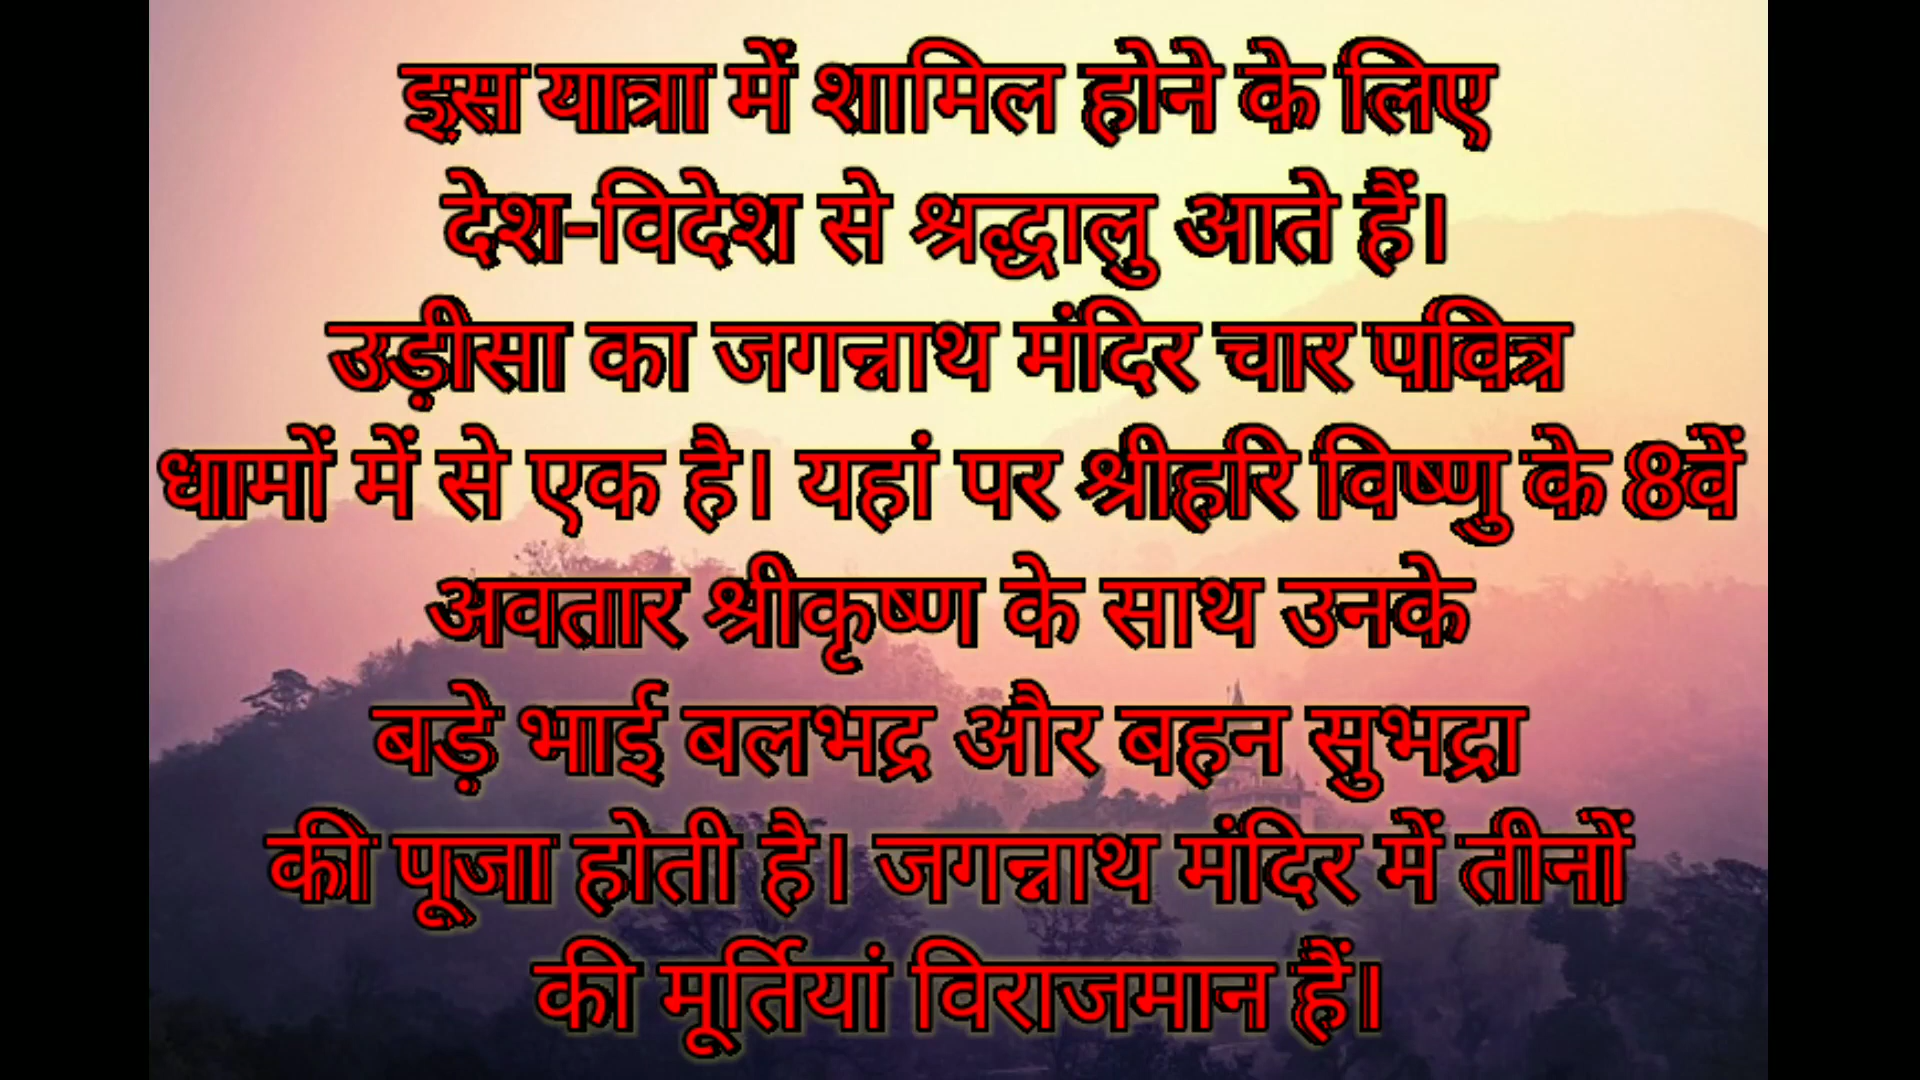 इस यात्रा में शामिल होने के लिए
देश-विदेश से श्रद्धालु आते हैं।
उड़ीसा का जगन्नाथ मंदिर चार पवित्र
धामों में से एक है। यहां पर श्रीहरि विष्णु के 8वें
अवतार श्रीकृष्ण के साथ उनके
बड़े भाई बलभद्र और बहन सुभद्रा
की पूजा होती है। जगन्नाथ मंदिर में तीनों
की मूर्तियां विराजमान हैं।